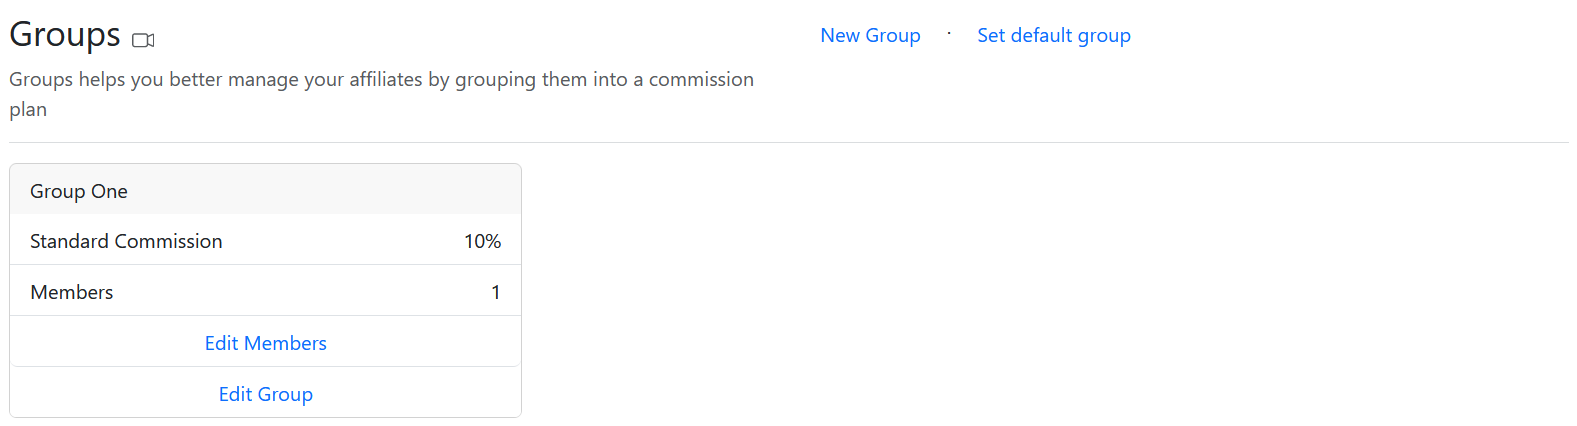 Groups
New Group · Set default group
Groups helps you better manage your affiliates by grouping them into a commission
plan
Group One
Standard Commission 10%
Members 1
Edit Members
Edit Group